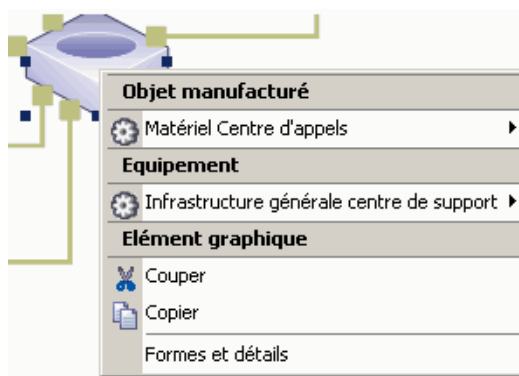 Objet manufacturé
Matériel Centre d'appels
Equipement
Infrastructure générale centre de support
Elément graphique
Couper
Copier
Formes et détails